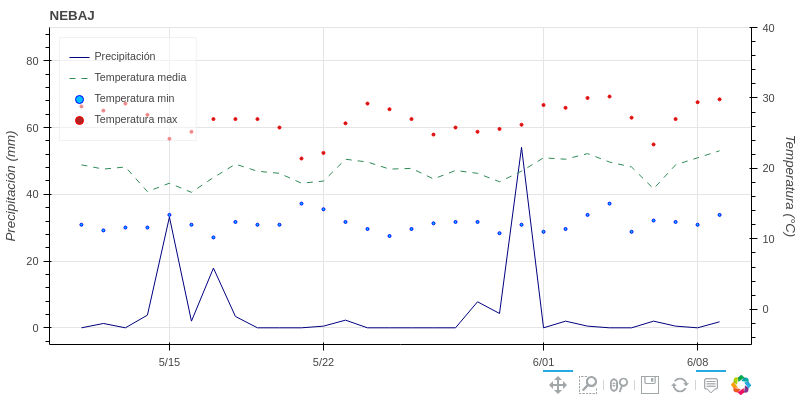 NEBAJ
Precipitación
Temperatura media
Temperatura min
Temperatura max
Precipitación (mm)
80
60
40
20
0
Temperatura (°C)
40
30
20
10
0
5/15
5/22
6/01
6/08